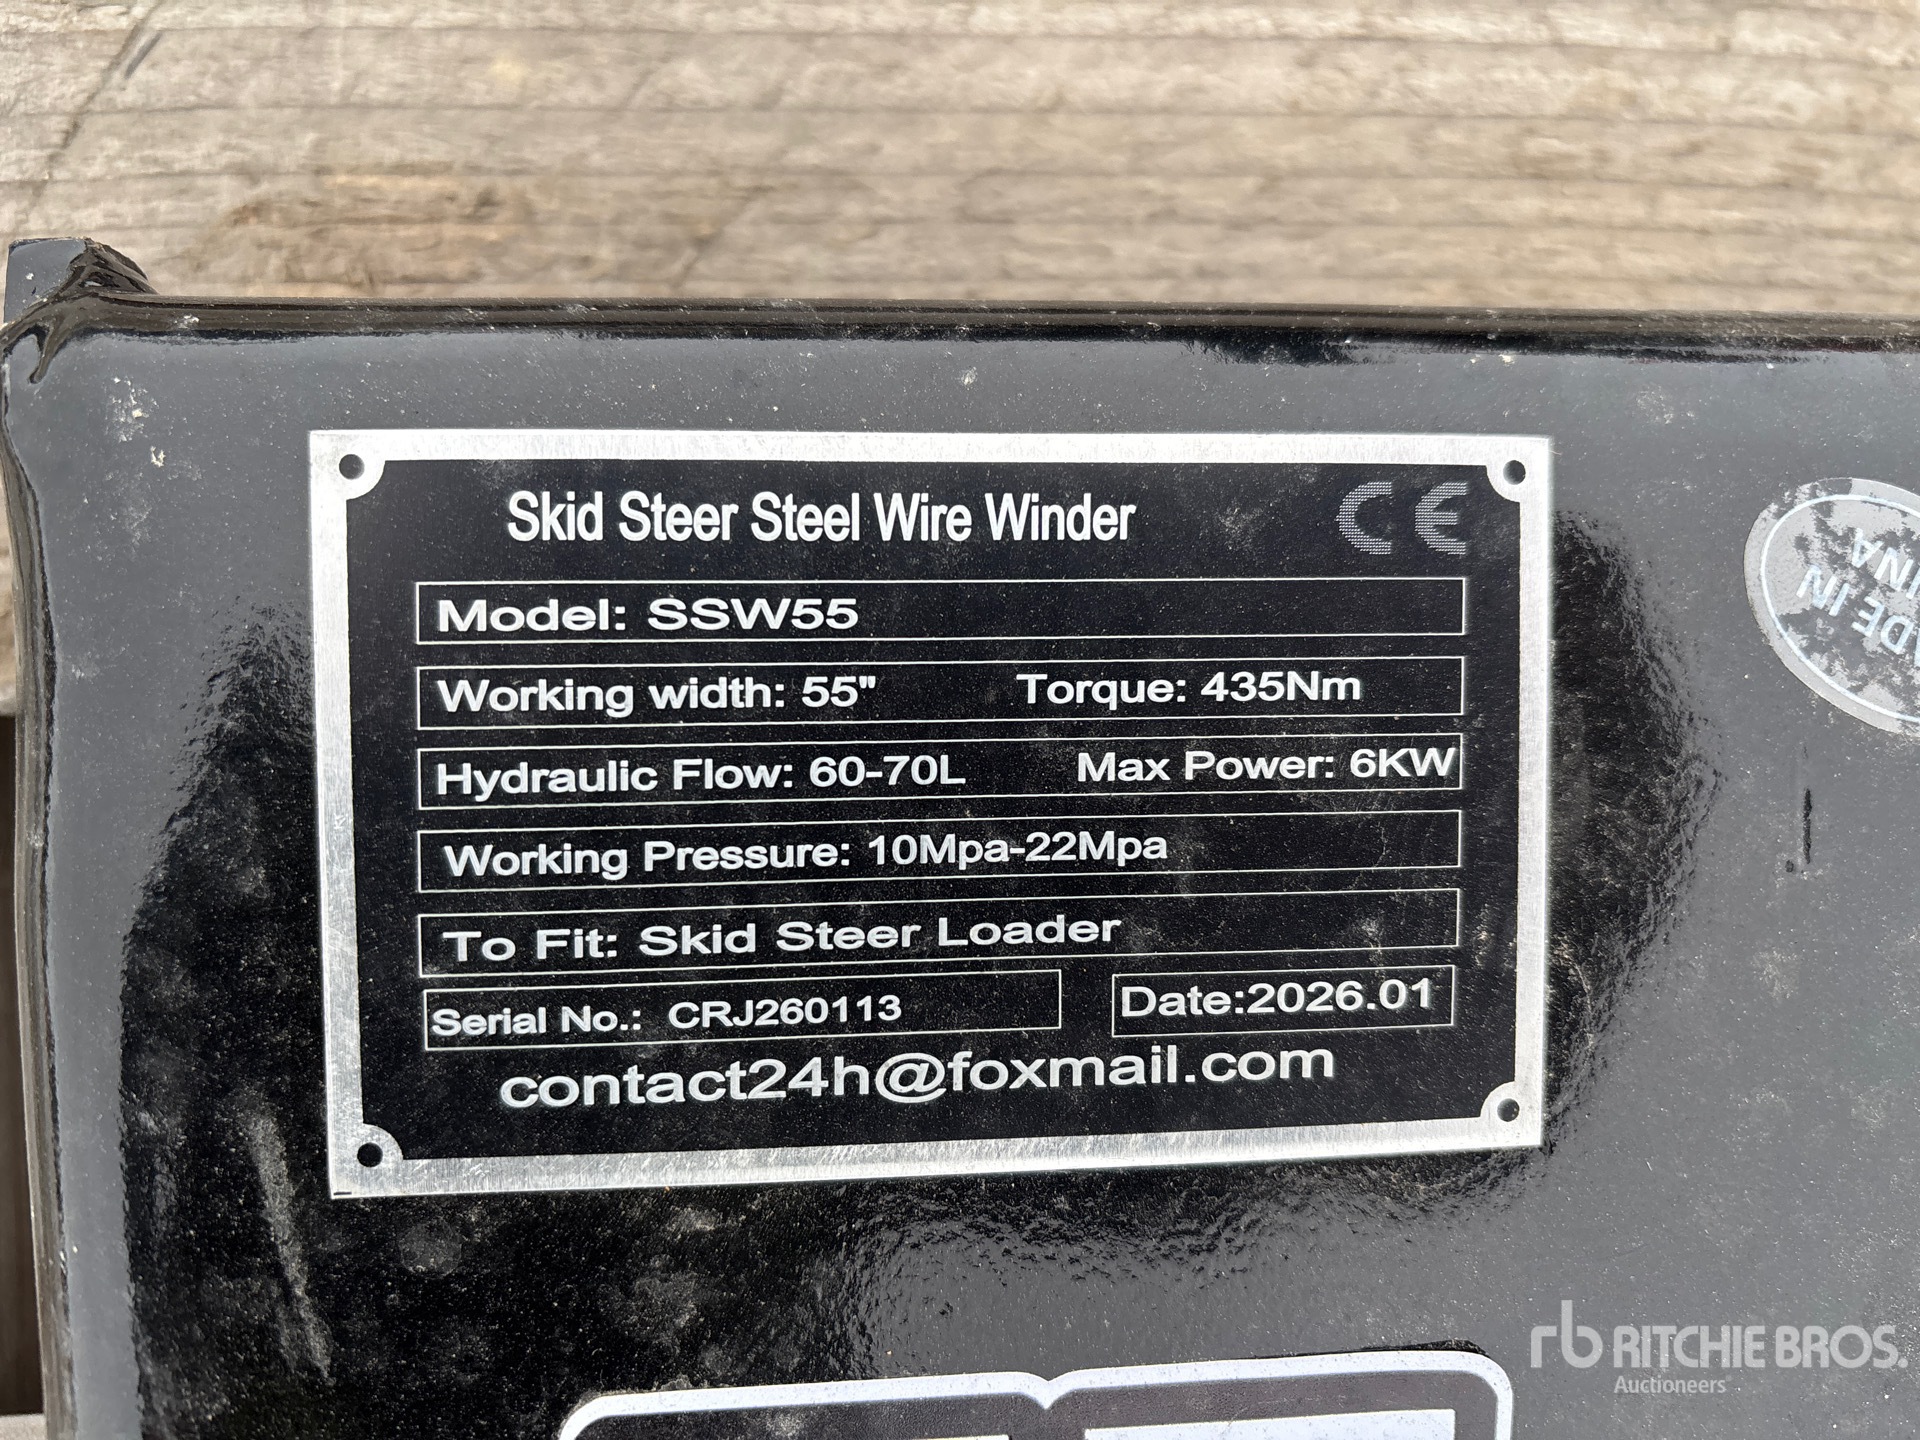 Skid Steer Steel Wire Winder CE
Model: SSW55
Working width: 55" Torque: 435Nm
Hydraulic Flow: 60-70L Max Power: 6KW
Working Pressure: 10Mpa-22Mpa
To Fit: Skid Steer Loader
Serial No.: CRJ260113 Date:2026.01
contact24h@foxmail.com
IN
rb RITCHIE BROS.
Auctioneers